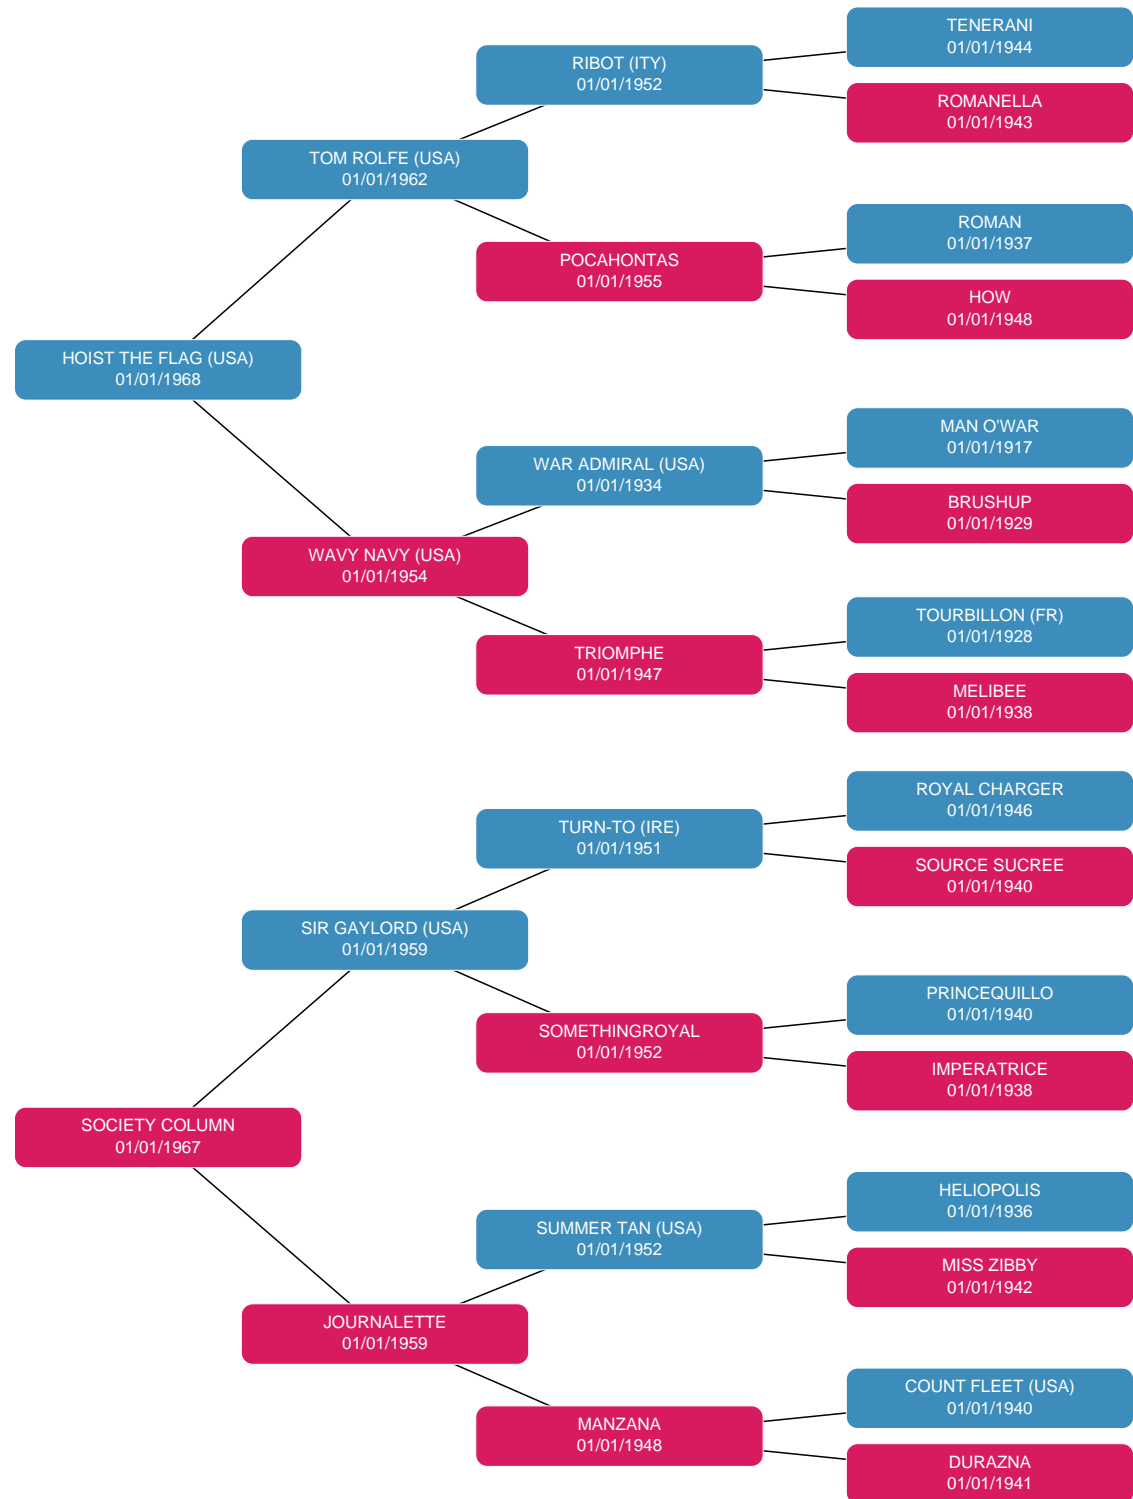 TENERANI
01/01/1944
RIBOT (ITY)
01/01/1952
ROMANELLA
01/01/1943
TOM ROLFE (USA)
01/01/1962
ROMAN
01/01/1937
POCAHONTAS
01/01/1955
HOW
01/01/1948
HOIST THE FLAG (USA)
01/01/1968
MAN O'WAR
01/01/1917
WAR ADMIRAL (USA)
01/01/1934
BRUSHUP
01/01/1929
WAVY NAVY (USA)
01/01/1954
TOURBILLON (FR)
01/01/1928
TRIOMPHE
01/01/1947
MELIBEE
01/01/1938
ROYAL CHARGER
01/01/1946
TURN-TO (IRE)
01/01/1951
SOURCE SUCREE
01/01/1940
SIR GAYLORD (USA)
01/01/1959
PRINCEQUILLO
01/01/1940
SOMETHINGROYAL
01/01/1952
IMPERATRICE
01/01/1938
SOCIETY COLUMN
01/01/1967
HELIOPOLIS
01/01/1936
SUMMER TAN (USA)
01/01/1952
MISS ZIBBY
01/01/1942
JOURNALETTE
01/01/1959
COUNT FLEET (USA)
01/01/1940
MANZANA
01/01/1948
DURAZNA
01/01/1941